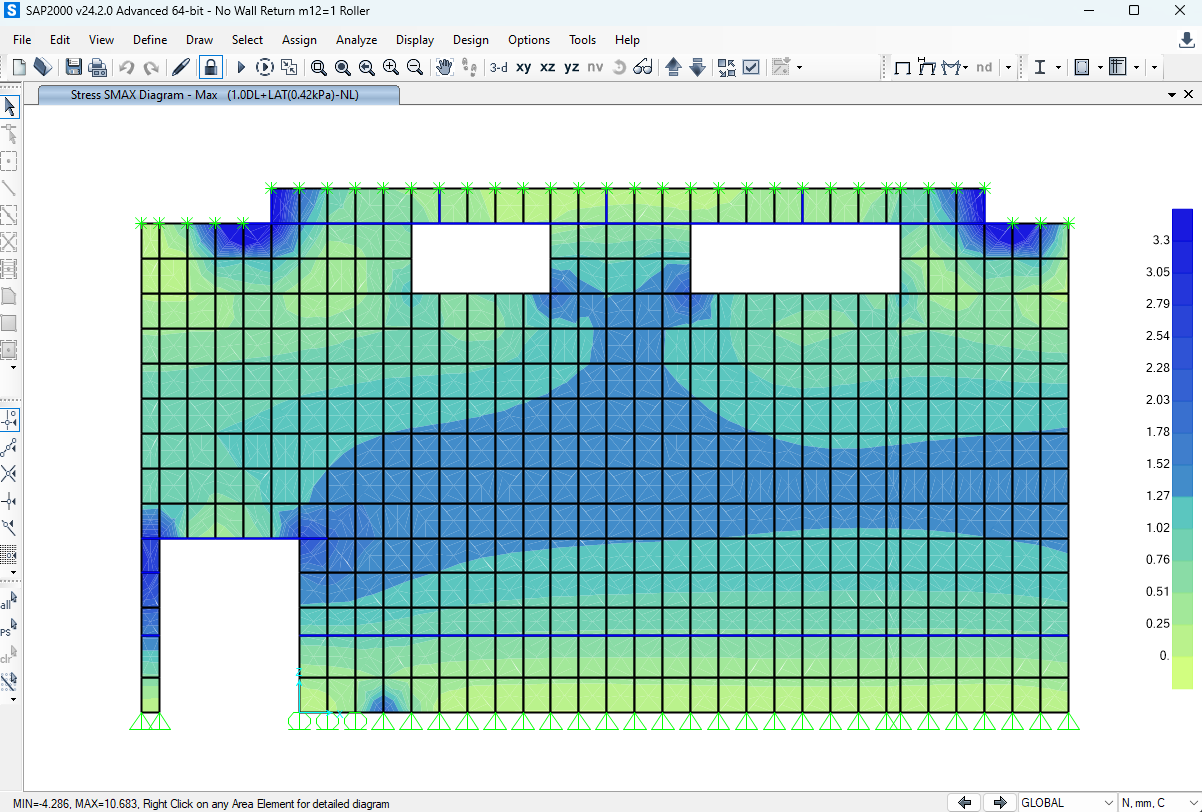 SAP2000 v24.2.0 Advanced 64-bit - No Wall Return m12=1 Roller
File Edit View Define Draw Select Assign Analyze Display Design Options Tools Help
3-d xy xz yz nv nd
Stress SMAX Diagram - Max (1.0DL+LAT(0.42kPa)-NL)
3.3
3.05
2.79
2.54
2.28
2.03
1.78
1.52
1.27
1.02
0.76
0.51
0.25
0.
all
PS
clr
MIN=-4.286, MAX=10.683, Right Click on any Area Element for detailed diagram
GLOBAL
N, mm, C